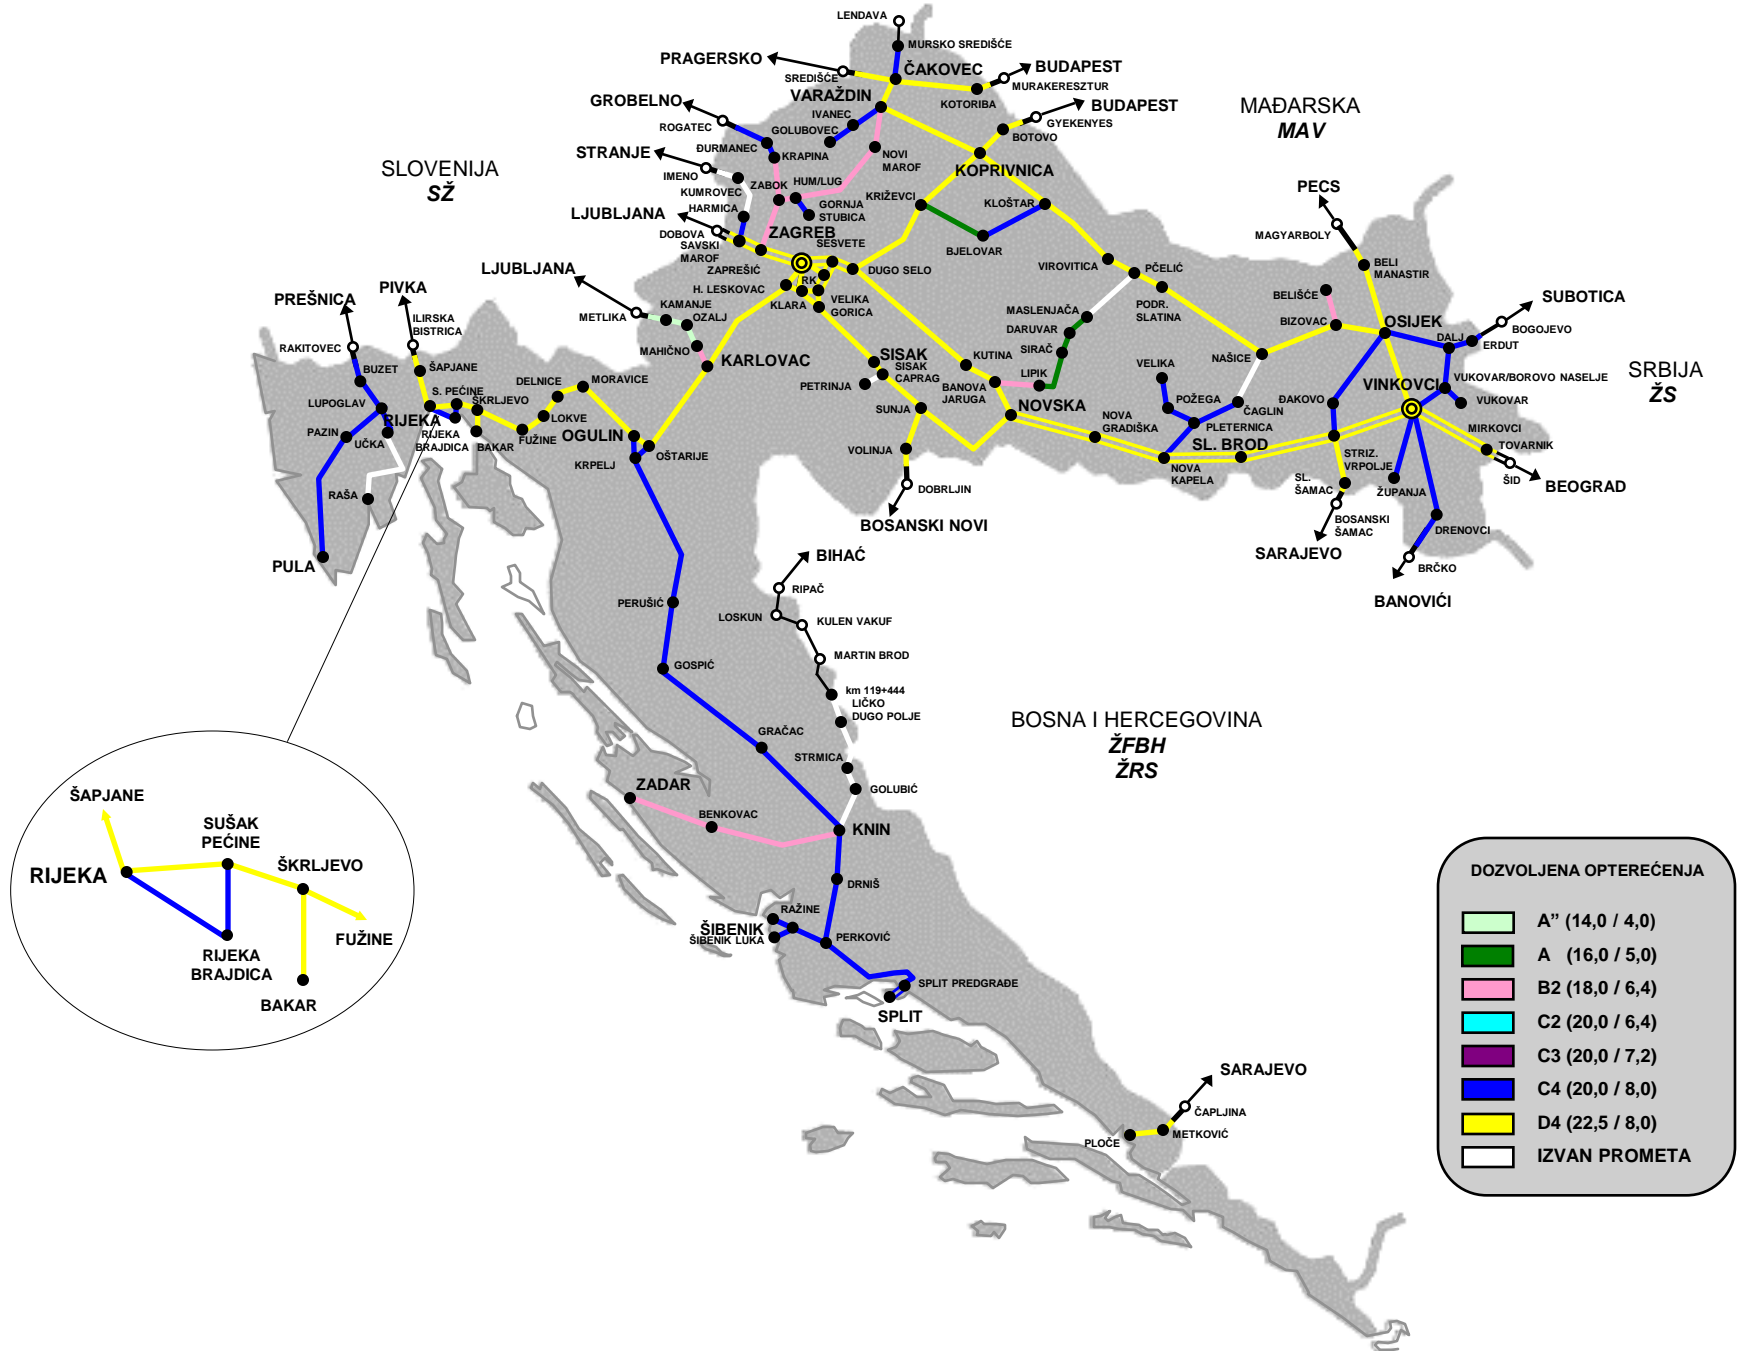 LENDAVA
MURSKO SREDIŠĆE
PRAGERSKO
SREDIŠĆE
ČAKOVEC
BUDAPEST
MURAKERESZTUR
KOTORIBA
GROBELNO
VARAŽDIN
BUDAPEST
GYEKENYES
BOTOVO
MAĐARSKA
MAV
IVANEC
GOLUBOVEC
ROGATEC
ĐURMANEC
KRAPINA
NOVI
MAROF
KOPRIVNICA
SLOVENIJA
SŽ
STRANJE
IMENO
KUMROVEC
HARMICA
ZABOK
HUM/LUG
GORNJA
STUBICA
KRIŽEVCI
KLOŠTAR
BJELOVAR
PECS
MAGYARBOLY
BELI
MANASTIR
LJUBLJANA
DOBOVA
SAVSKI
MAROF
ZAGREB
ZAPREŠIĆ
SESVETE
DUGO SELO
RK
H. LESKOVAC
KLARA
VELIKA
GORICA
VIROVITICA
PČELIĆ
PODR.
SLATINA
MASLENJAČA
DARUVAR
SIRAČ
LIPIK
BELIŠĆE
BIZOVAC
OSIJEK
SUBOTICA
BOGOJEVO
ERDUT
DALJ
SRBIJA
ŽS
LJUBLJANA
METLIKA
KAMANJE
OZALJ
MAHIČNO
KARLOVAC
PREŠNICA
RAKITOVEC
PIVKA
ILIRSKA
BISTRICA
ŠAPJANE
BUZET
LUPOGLAV
PAZIN
UČKA
RAŠA
PULA
RIJEKA
S. PEĆINE
ŠKRLJEVO
RIJEKA
BRAJDICA
BAKAR
DELNICE
MORAVICE
LOKVE
FUŽINE
OGULIN
OŠTARIJE
KRPELJ
SISAK
SISAK
CAPRAG
PETRINJA
SUNJA
VOLINJA
DOBRLJIN
BOSANSKI NOVI
KUTINA
BANOVA
JARUGA
NOVSKA
NOVA
GRADIŠKA
VELIKA
POŽEGA
PLETERNICA
ČAGLIN
NAŠICE
NOVA
KAPELA
SL. BROD
ĐAKOVO
VINKOVCI
VUKOVAR/BOROVO NASELJE
VUKOVAR
MIRKOVCI
TOVARNIK
ŠID
BEOGRAD
STRIZ.
VRPOLJE
SL.
ŠAMAC
BOSANSKI
ŠAMAC
SARAJEVO
ŽUPANJA
DRENOVCI
BRČKO
BANOVIĆI
BIHAĆ
RIPAČ
LOSKUN
KULEN VAKUF
MARTIN BROD
km 119+444
LIČKO
DUGO POLJE
STRMICA
GOLUBIĆ
PERUŠIĆ
GOSPIĆ
GRAČAC
ZADAR
BENKOVAC
KNIN
DRNIŠ
RAŽINE
ŠIBENIK
ŠIBENIK LUKA
PERKOVIĆ
SPLIT PREDGRAĐE
SPLIT
BOSNA I HERCEGOVINA
ŽFBH
ŽRS
SARAJEVO
ČAPLJINA
METKOVIĆ
PLOČE
ŠAPJANE
SUŠAK
PEĆINE
ŠKRLJEVO
RIJEKA
FUŽINE
RIJEKA
BRAJDICA
BAKAR
DOZVOLJENA OPTEREĆENJA
A” (14,0 / 4,0)
A (16,0 / 5,0)
B2 (18,0 / 6,4)
C2 (20,0 / 6,4)
C3 (20,0 / 7,2)
C4 (20,0 / 8,0)
D4 (22,5 / 8,0)
IZVAN PROMETA